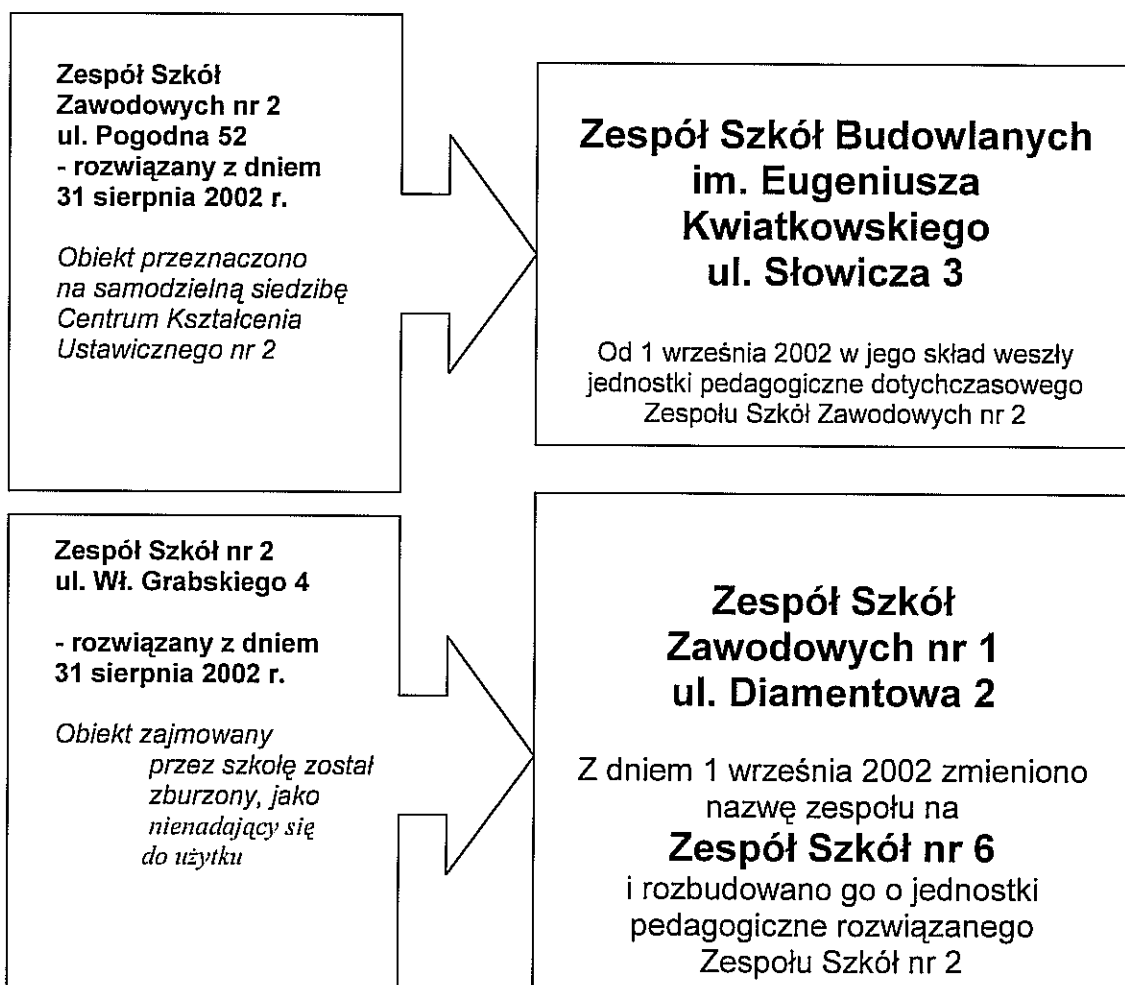 Zespół Szkół
Zawodowych nr 2
ul. Pogodna 52
- rozwiązany z dniem
31 sierpnia 2002 r.
Obiekt przeznaczono
na samodzielną siedzibę
Centrum Kształcenia
Ustawicznego nr 2
Zespół Szkół Budowlanych
im. Eugeniusza
Kwiatkowskiego
ul. Słowicza 3
Od 1 września 2002 w jego skład weszły
jednostki pedagogiczne dotychczasowego
Zespołu Szkół Zawodowych nr 2
Zespół Szkół nr 2
ul. Wł. Grabskiego 4
- rozwiązany z dniem
31 sierpnia 2002 r.
Obiekt zajmowany
przez szkołę został
zburzony, jako
nienadający się
do użytku
Zespół Szkół
Zawodowych nr 1
ul. Diamentowa 2
Z dniem 1 września 2002 zmieniono
nazwę zespołu na
Zespół Szkół nr 6
i rozbudowano go o jednostki
pedagogiczne rozwiązanego
Zespołu Szkół nr 2